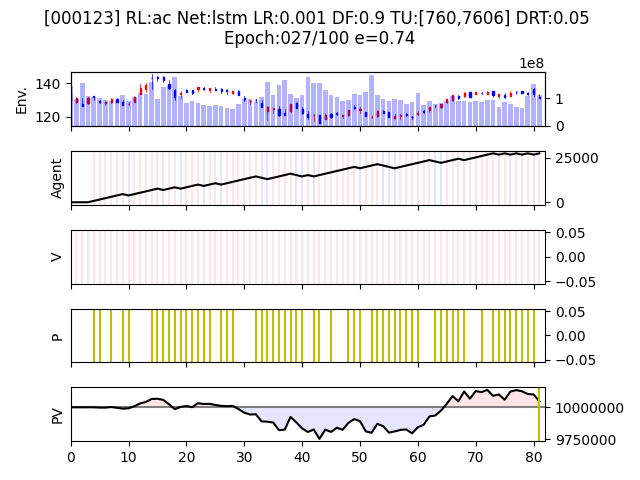 [000123] RL:ac Net:lstm LR:0.001 DF:0.9 TU:[760,7606] DRT:0.05
Epoch:027/100 e=0.74
1e8
Env.
140
120
1
0
Agent
25000
0
V
0.05
0.00
−0.05
P
0.05
0.00
−0.05
PV
10000000
9750000
0 10 20 30 40 50 60 70 80